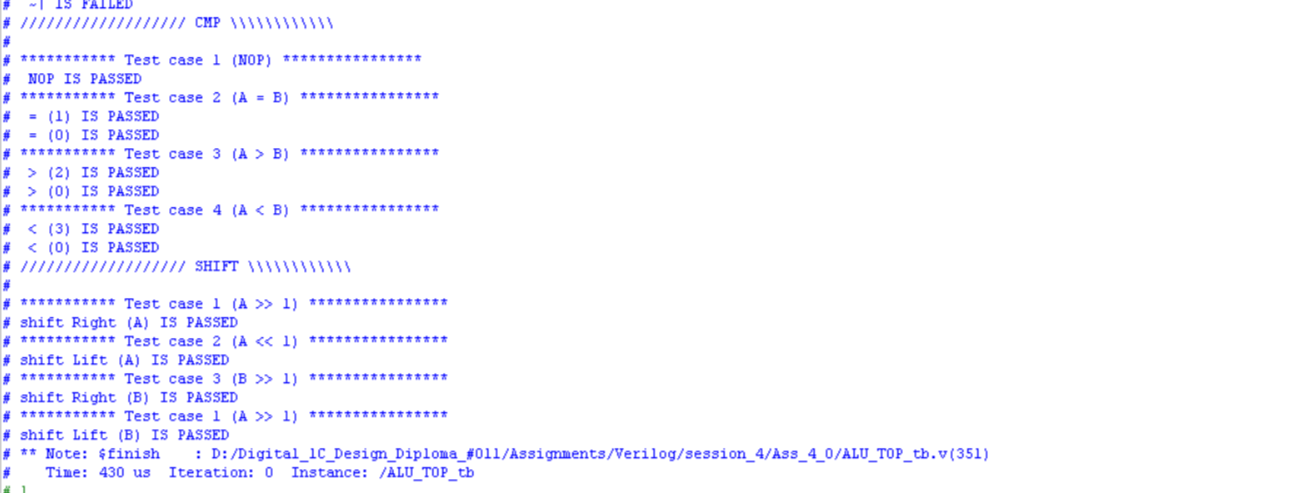 # ~| IS FAILED
# /////////////////// CMP \\\\\\\\\\\\
#
# *********** Test case 1 (NOP) ****************
# NOP IS PASSED
# *********** Test case 2 (A = B) ****************
# = (1) IS PASSED
# = (0) IS PASSED
# *********** Test case 3 (A > B) ****************
# > (2) IS PASSED
# > (0) IS PASSED
# *********** Test case 4 (A < B) ****************
# < (3) IS PASSED
# < (0) IS PASSED
# /////////////////// SHIFT \\\\\\\\\\\\
#
# *********** Test case 1 (A >> 1) ****************
# shift Right (A) IS PASSED
# *********** Test case 2 (A << 1) ****************
# shift Lift (A) IS PASSED
# *********** Test case 3 (B >> 1) ****************
# shift Right (B) IS PASSED
# *********** Test case 1 (A >> 1) ****************
# shift Lift (B) IS PASSED
# ** Note: $finish : D:/Digital_IC_Design_Diploma_#011/Assignments/Verilog/session_4/Ass_4_0/ALU_TOP_tb.v(351)
# Time: 430 us Iteration: 0 Instance: /ALU_TOP_tb
# 1